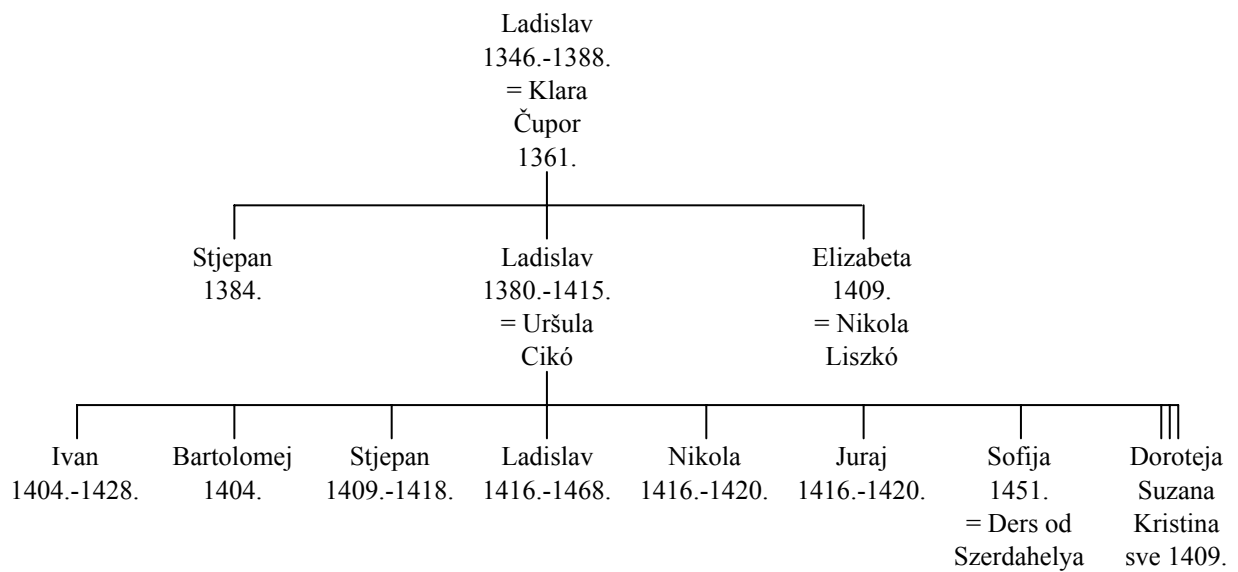 Ladislav
1346.-1388.
= Klara
Čupor
1361.
Stjepan
1384.
Ladislav
1380.-1415.
= Uršula
Cikó
Elizabeta
1409.
= Nikola
Liszkó
Ivan
1404.-1428.
Bartolomej
1404.
Stjepan
1409.-1418.
Ladislav
1416.-1468.
Nikola
1416.-1420.
Juraj
1416.-1420.
Sofija
1451.
= Ders od
Szerdahelya
Doroteja
Suzana
Kristina
sve 1409.